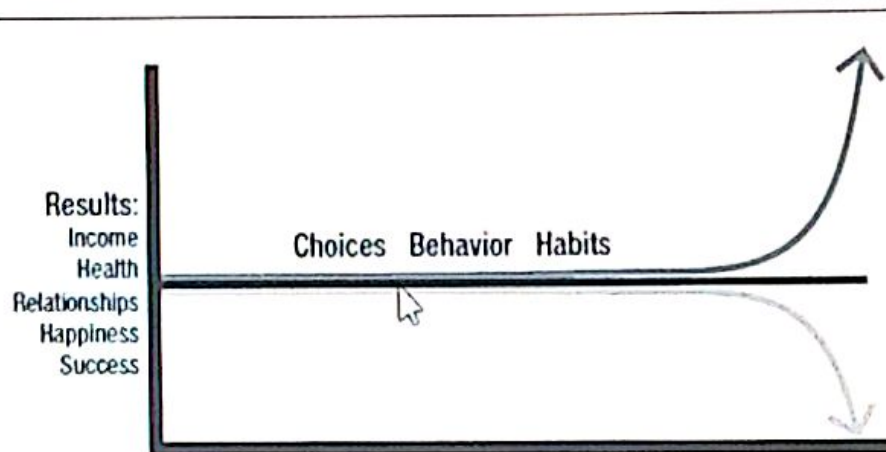 Results:
Income
Health
Relationships
Happiness
Success
Choices Behavior Habits